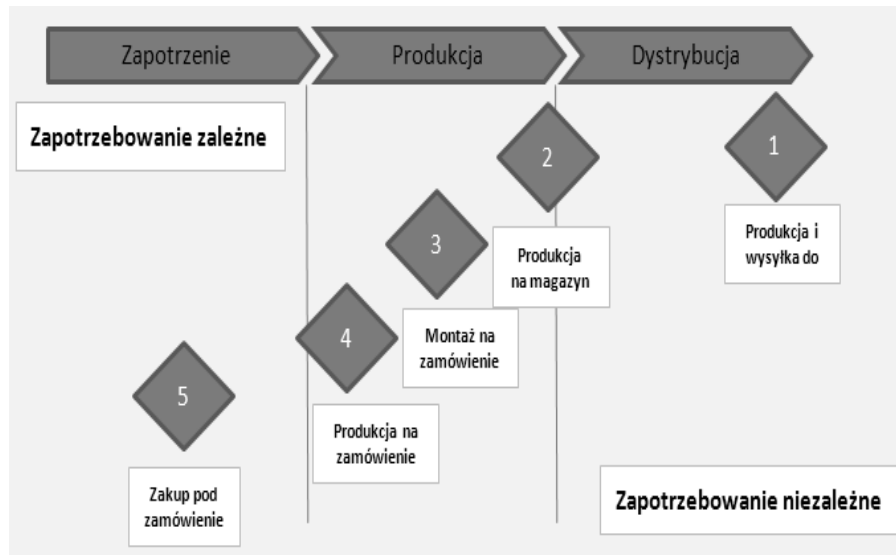 Zapotrzenie
Produkcja
Dystrybucja
Zapotrzebowanie zależne
1
Produkcja i
wysyłka do
2
Produkcja
na magazyn
3
Montaż na
zamówienie
4
Produkcja na
zamówienie
5
Zakup pod
zamówienie
Zapotrzebowanie niezależne